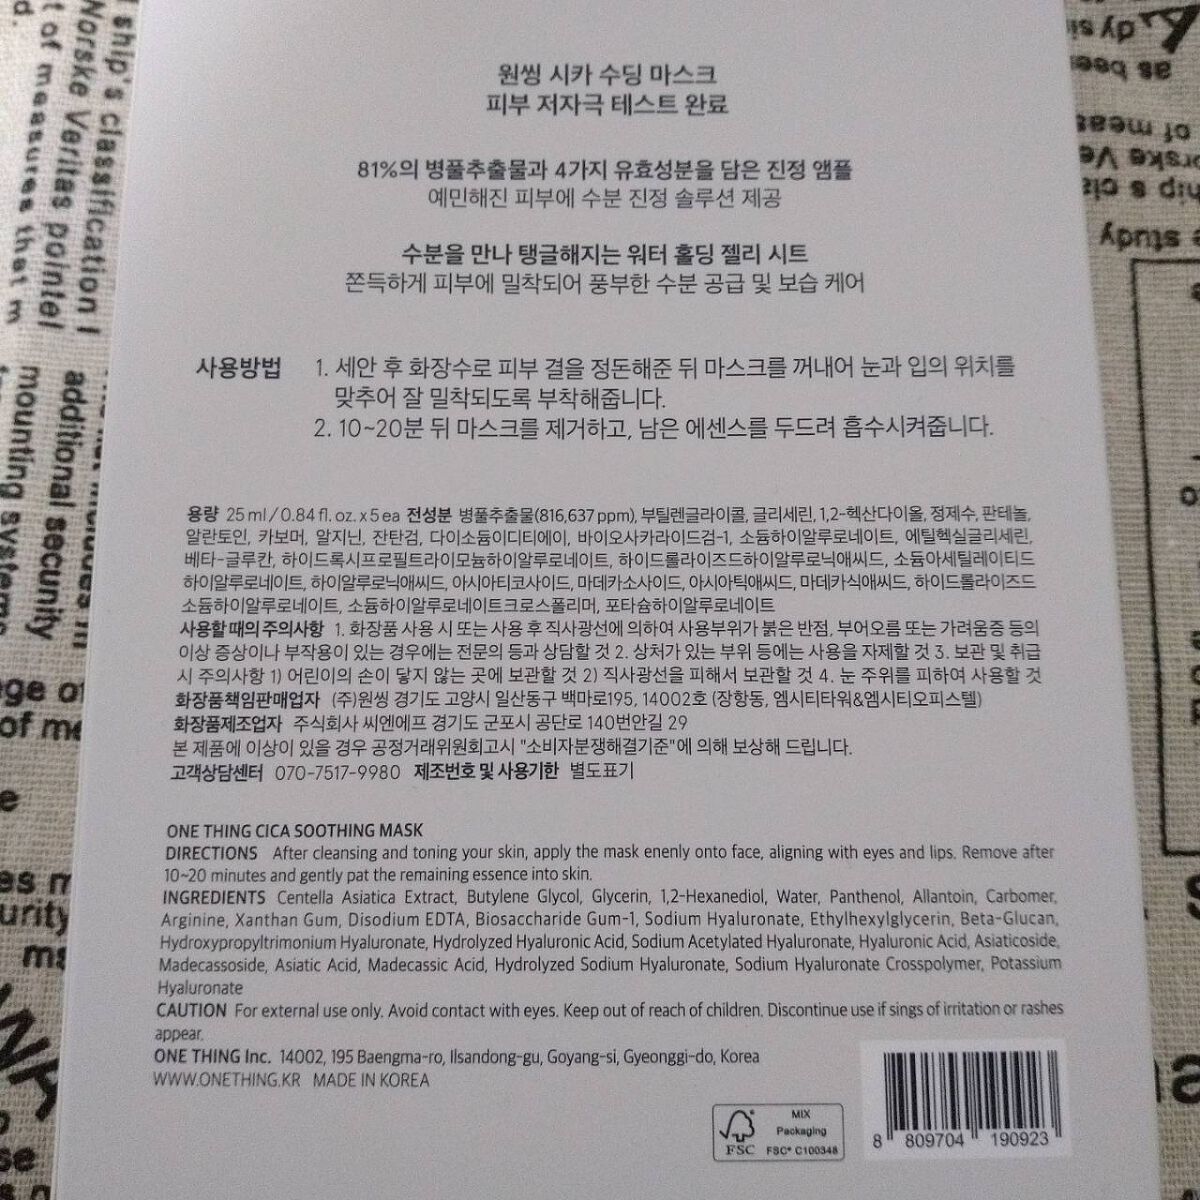 원씽 시카 수딩 마스크
피부 저자극 테스트 완료
81%의 병풀추출물과 4가지 유효성분을 담은 진정 앰플
예민해진 피부에 수분 진정 솔루션 제공
수분을 만나 탱글해지는 워터 홀딩 젤리 시트
쫀득하게 피부에 밀착되어 풍부한 수분 공급 및 보습 케어
사용방법 1. 세안 후 화장수로 피부 결을 정돈해준 뒤 마스크를 꺼내어 눈과 입의 위치를
맞추어 잘 밀착되도록 부착해줍니다.
2. 10~20분 뒤 마스크를 제거하고, 남은 에센스를 두드려 흡수시켜줍니다.
용량 25 ml / 0.84 fl. oz. x 5 ea 전성분 병풀추출물(816,637 ppm), 부틸렌글라이콜, 글리세린, 1,2-헥산다이올, 정제수, 판테놀,
알란토인, 카보머, 알지닌, 잔탄검, 다이소듐이디티에이, 바이오사카라이드검-1, 소듐하이알루로네이트, 에틸헥실글리세린,
베타-글루칸, 하이드록시프로필트라이모늄하이알루로네이트, 하이드롤라이즈드하이알루로닉애씨드, 소듐아세틸레이티드
하이알루로네이트, 하이알루로닉애씨드, 아시아티코사이드, 마데카소사이드, 아시아틱애씨드, 마데카식애씨드, 하이드롤라이즈드
소듐하이알루로네이트, 소듐하이알루로네이트크로스폴리머, 포타슘하이알루로네이트
사용할 때의 주의사항 1. 화장품 사용 시 또는 사용 후 직사광선에 의하여 사용부위가 붉은 반점, 부어오름 또는 가려움증 등의
이상 증상이나 부작용이 있는 경우에는 전문의 등과 상담할 것 2. 상처가 있는 부위 등에는 사용을 자제할 것 3. 보관 및 취급
시 주의사항 1) 어린이의 손이 닿지 않는 곳에 보관할 것 2) 직사광선을 피해서 보관할 것 4. 눈 주위를 피하여 사용할 것
화장품책임판매업자 (주)원씽 경기도 고양시 일산동구 백마로195, 14002호 (장항동, 엠시티타워&엠시티오피스텔)
화장품제조업자 주식회사 씨엔에프 경기도 군포시 공단로 140번안길 29
본 제품에 이상이 있을 경우 공정거래위원회고시 "소비자분쟁해결기준"에 의해 보상해 드립니다.
고객상담센터 070-7517-9980 제조번호 및 사용기한 별도표기
ONE THING CICA SOOTHING MASK
DIRECTIONS After cleansing and toning your skin, apply the mask enenly onto face, aligning with eyes and lips. Remove after
10~20 minutes and gently pat the remaining essence into skin.
INGREDIENTS Centella Asiatica Extract, Butylene Glycol, Glycerin, 1,2-Hexanediol, Water, Panthenol, Allantoin, Carbomer,
Arginine, Xanthan Gum, Disodium EDTA, Biosaccharide Gum-1, Sodium Hyaluronate, Ethylhexylglycerin, Beta-Glucan,
Hydroxypropyltrimonium Hyaluronate, Hydrolyzed Hyaluronic Acid, Sodium Acetylated Hyaluronate, Hyaluronic Acid, Asiaticoside,
Madecassoside, Asiatic Acid, Madecassic Acid, Hydrolyzed Sodium Hyaluronate, Sodium Hyaluronate Crosspolymer, Potassium
Hyaluronate
CAUTION For external use only. Avoid contact with eyes. Keep out of reach of children. Discontinue use if sings of irritation or rashes
appear.
ONE THING Inc. 14002, 195 Baengma-ro, Ilsandong-gu, Goyang-si, Gyeonggi-do, Korea
WWW.ONETHING.KR MADE IN KOREA
FSC
MIX
Packaging
FSC® C100348
8 809704 190923
ship's classification
Norske Veritas pointel
of measures that m
mounting systems
additional security
as bee
of meas
study